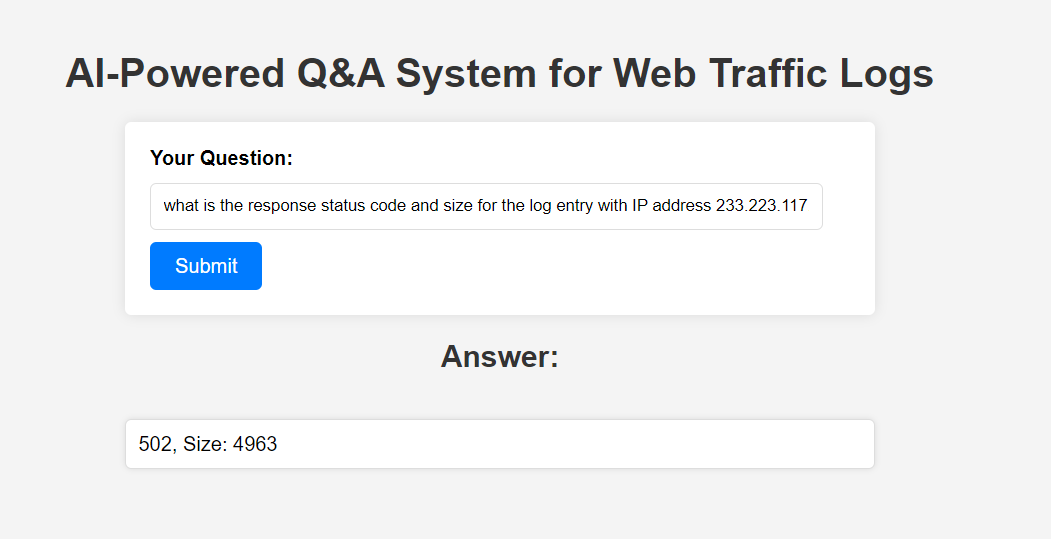 AI-Powered Q&A System for Web Traffic Logs
Your Question:
what is the response status code and size for the log entry with IP address 233.223.117
Submit
Answer:
502, Size: 4963